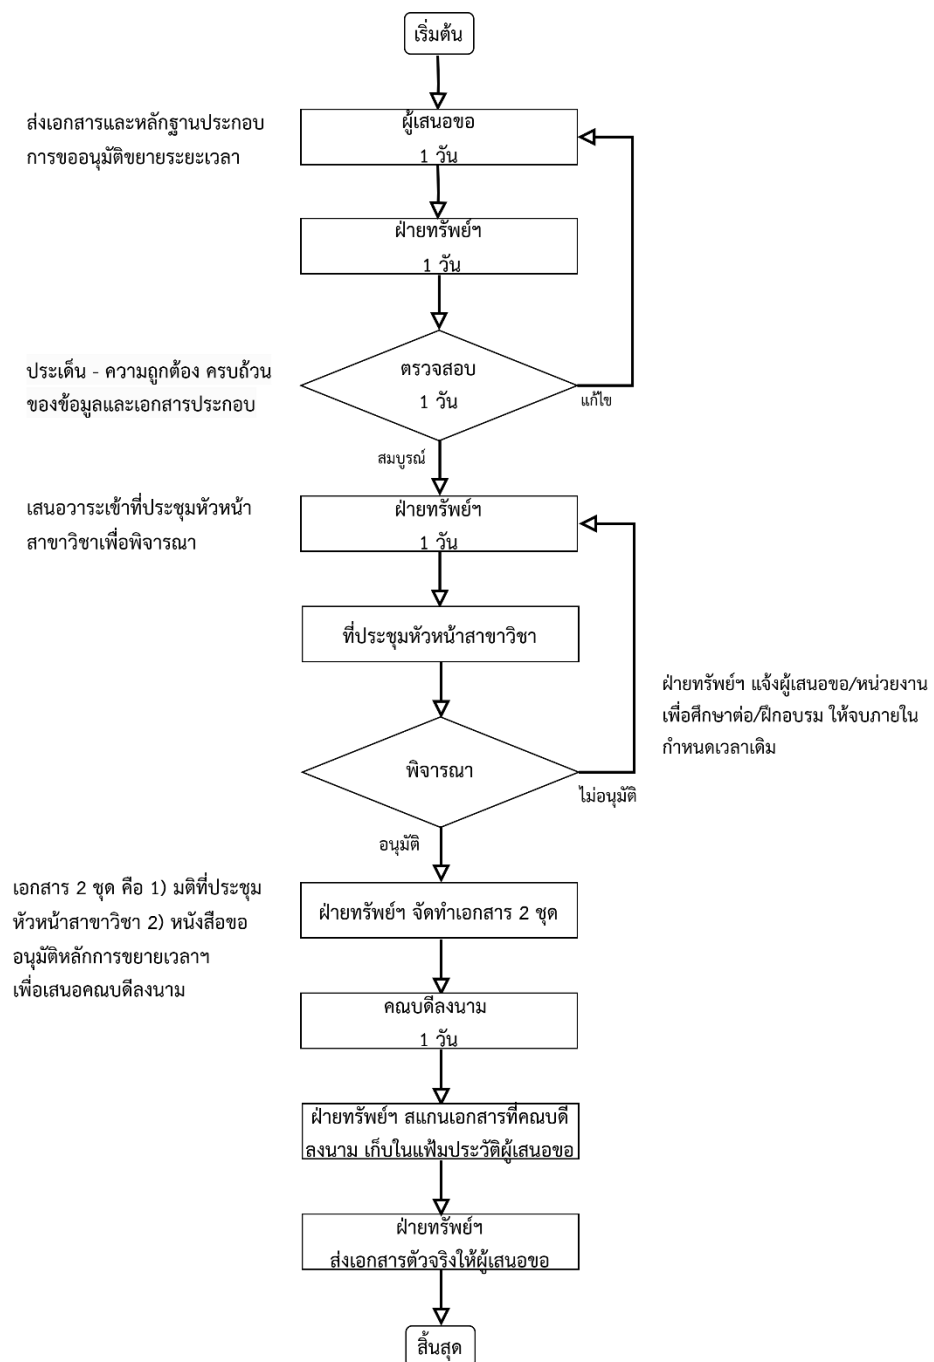 เริ่มต้น
ส่งเอกสารและหลักฐานประกอบ
การขออนุมัติขยายระยะเวลา
ผู้เสนอขอ
1 วัน
ฝ่ายทรัพย์ฯ
1 วัน
ประเด็น - ความถูกต้อง ครบถ้วน
ของข้อมูลและเอกสารประกอบ
ตรวจสอบ
1 วัน
แก้ไข
สมบูรณ์
เสนอวาระเข้าที่ประชุมหัวหน้า
สาขาวิชาเพื่อพิจารณา
ฝ่ายทรัพย์ฯ
1 วัน
ที่ประชุมหัวหน้าสาขาวิชา
ฝ่ายทรัพย์ฯ แจ้งผู้เสนอขอ/หน่วยงาน
เพื่อศึกษาต่อ/ฝึกอบรม ให้จบภายใน
กำหนดเวลาเดิม
พิจารณา
ไม่อนุมัติ
อนุมัติ
เอกสาร 2 ชุด คือ 1) มติที่ประชุม
หัวหน้าสาขาวิชา 2) หนังสือขอ
อนุมัติหลักการขยายเวลาฯ
เพื่อเสนอคณบดีลงนาม
ฝ่ายทรัพย์ฯ จัดทำเอกสาร 2 ชุด
คณบดีลงนาม
1 วัน
ฝ่ายทรัพย์ฯ สแกนเอกสารที่คณบดี
ลงนาม เก็บในแฟ้มประวัติผู้เสนอขอ
ฝ่ายทรัพย์ฯ
ส่งเอกสารตัวจริงให้ผู้เสนอขอ
สิ้นสุด